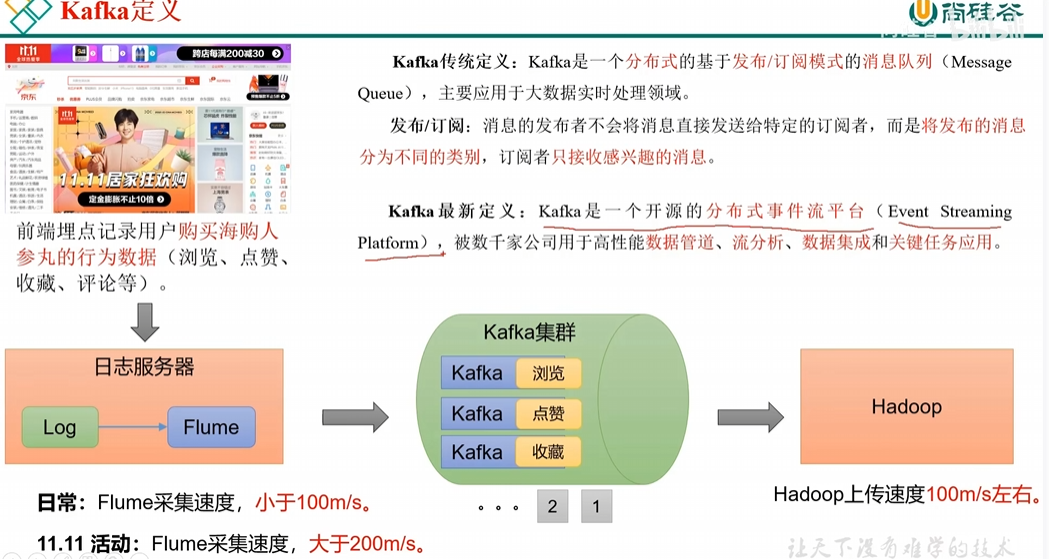 Kafka定义
尚硅谷
11.11
跨店每满200减30
京东
11.11居家狂欢购
定金膨胀不止10倍
Kafka传统定义：Kafka是一个分布式的基于发布/订阅模式的消息队列（Message
Queue），主要应用于大数据实时处理领域。
发布/订阅：消息的发布者不会将消息直接发送给特定的订阅者，而是将发布的消息
分为不同的类别，订阅者只接收感兴趣的消息。
Kafka最新定义：Kafka是一个开源的分布式事件流平台（Event Streaming
Platform），被数千家公司用于高性能数据管道、流分析、数据集成和关键任务应用。
前端埋点记录用户购买海购人
参丸的行为数据（浏览、点赞、
收藏、评论等）。
日志服务器
Log
Flume
Kafka集群
Kafka 浏览
Kafka 点赞
Kafka 收藏
。。。 2 1
Hadoop
日常：Flume采集速度，小于100m/s。
11.11 活动：Flume采集速度，大于200m/s。
Hadoop上传速度100m/s左右。
让天下没有难学的技术